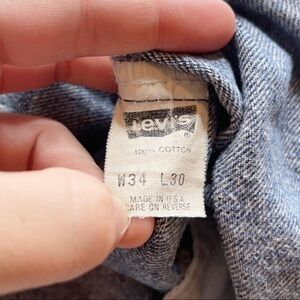 Levi's
®
100% COTTON
W34 L30
MADE IN U.S.A.
CARE ON REVERSE